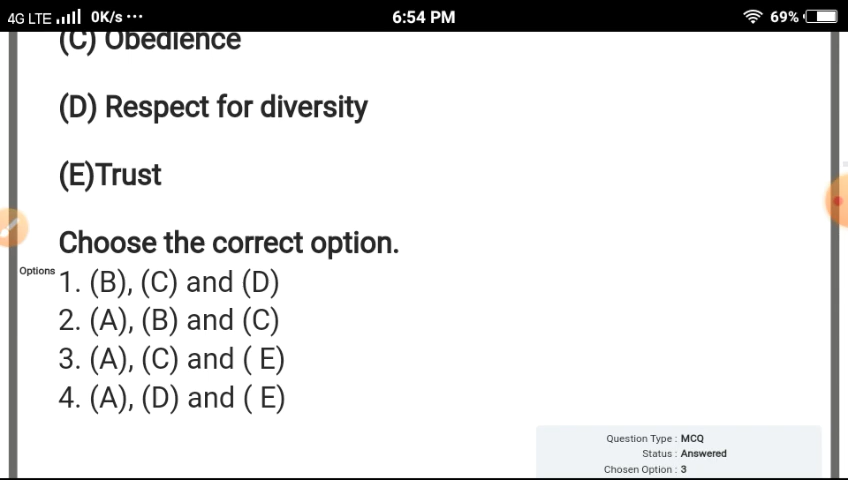 4G LTE 0K/s ... 6:54 PM 69%
(C) Obedience
(D) Respect for diversity
(E)Trust
Choose the correct option.
Options 1. (B), (C) and (D)
2. (A), (B) and (C)
3. (A), (C) and ( E)
4. (A), (D) and ( E)
Question Type : MCQ
Status : Answered
Chosen Option : 3